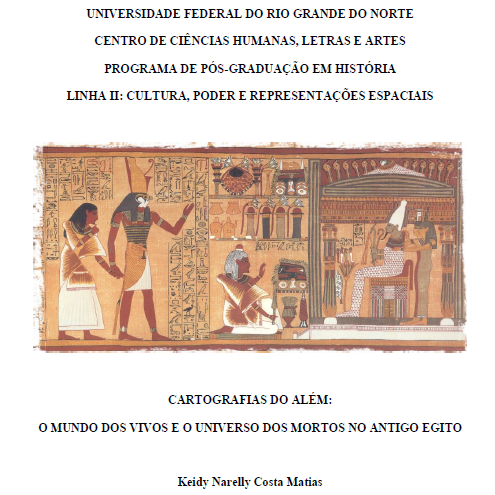 UNIVERSIDADE FEDERAL DO RIO GRANDE DO NORTE
CENTRO DE CIÊNCIAS HUMANAS, LETRAS E ARTES
PROGRAMA DE PÓS-GRADUAÇÃO EM HISTÓRIA
LINHA II: CULTURA, PODER E REPRESENTAÇÕES ESPACIAIS
CARTOGRAFIAS DO ALÉM:
O MUNDO DOS VIVOS E O UNIVERSO DOS MORTOS NO ANTIGO EGITO
Keidy Narelly Costa Matias